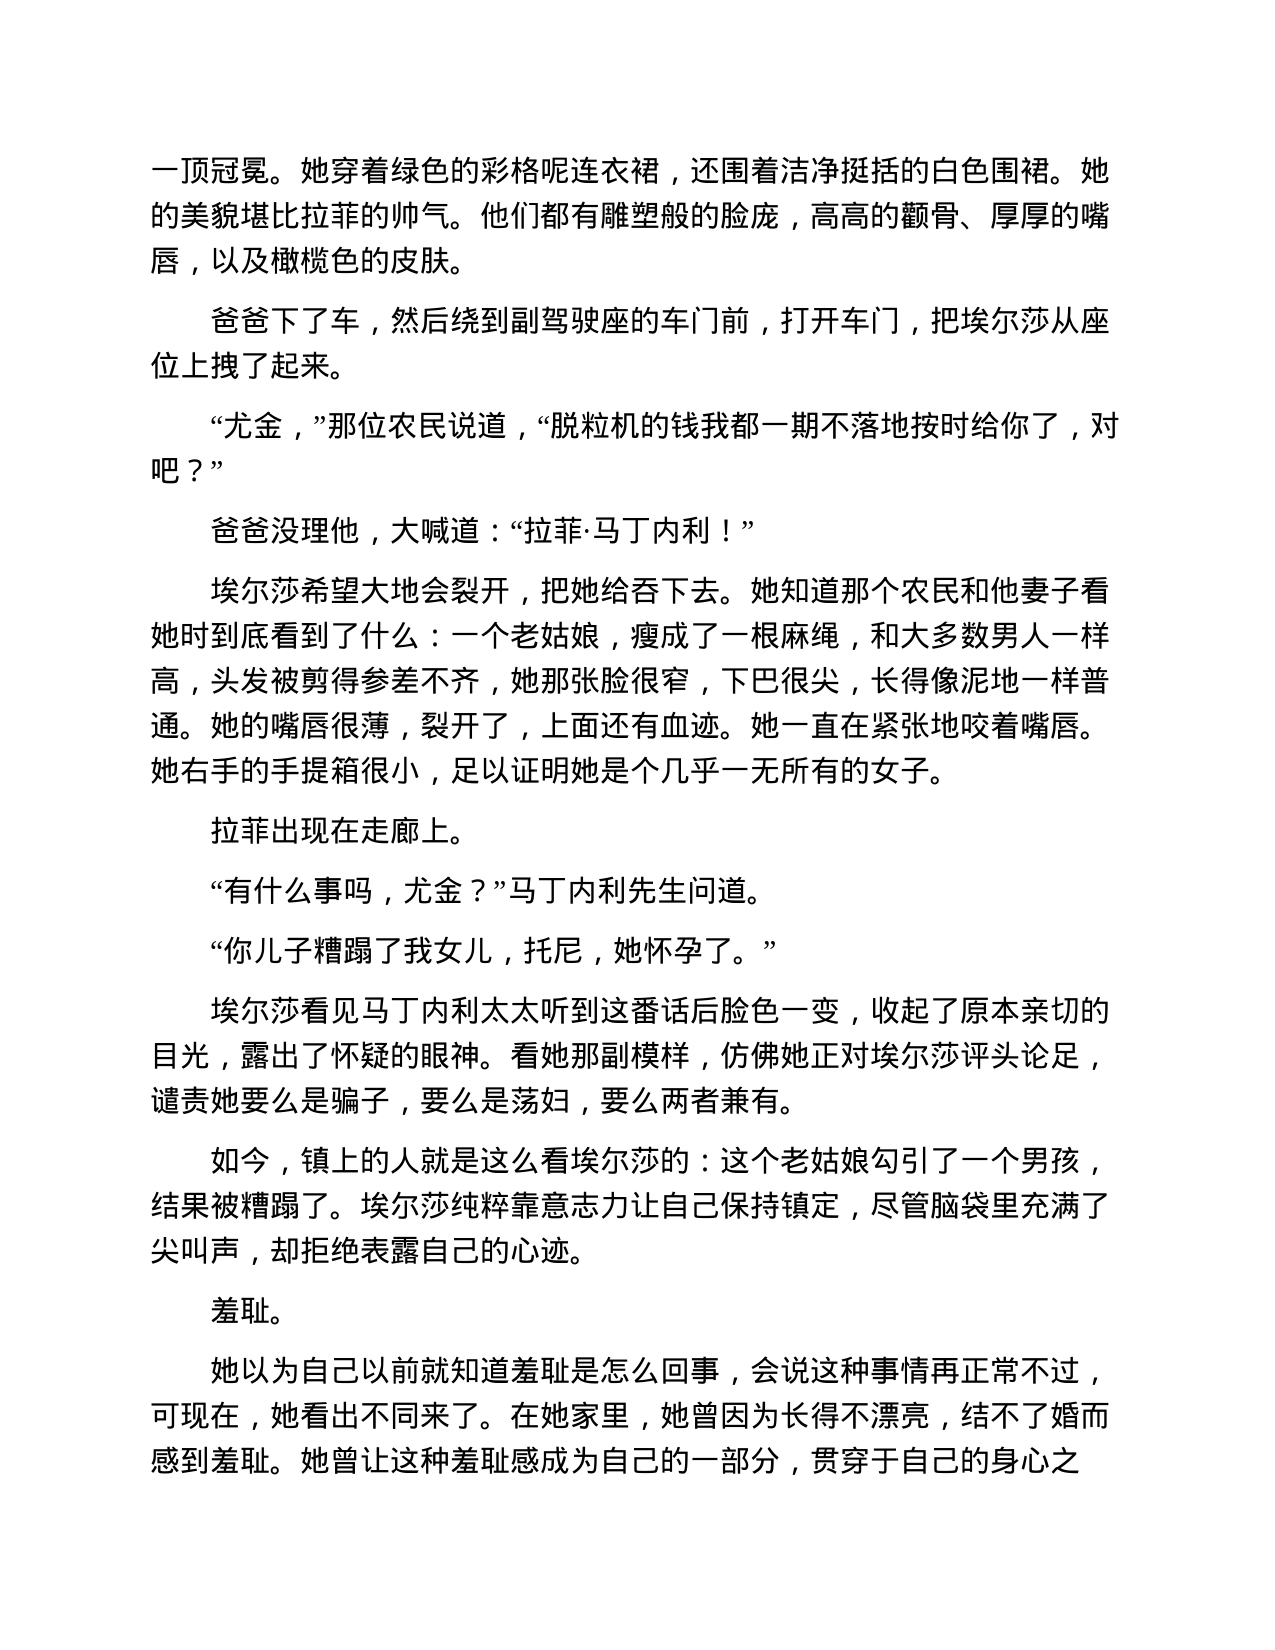 一顶冠冕。她穿着绿色的彩格呢连衣裙，还围着洁净挺括的白色围裙。她
的美貌堪比拉菲的帅气。他们都有雕塑般的脸庞，高高的颧骨、厚厚的嘴
唇，以及橄榄色的皮肤。
爸爸下了车，然后绕到副驾驶座的车门前，打开车门，把埃尔莎从座
位上拽了起来。
“尤金，”那位农民说道，“脱粒机的钱我都一期不落地按时给你了，对
吧？”
爸爸没理他，大喊道：“拉菲·马丁内利！”
埃尔莎希望大地会裂开，把她给吞下去。她知道那个农民和他妻子看
她时到底看到了什么：一个老姑娘，瘦成了一根麻绳，和大多数男人一样
高，头发被剪得参差不齐，她那张脸很窄，下巴很尖，长得像泥地一样普
通。她的嘴唇很薄，裂开了，上面还有血迹。她一直在紧张地咬着嘴唇。
她右手的手提箱很小，足以证明她是个几乎一无所有的女子。
拉菲出现在走廊上。
“有什么事吗，尤金？”马丁内利先生问道。
“你儿子糟蹋了我女儿，托尼，她怀孕了。”
埃尔莎看见马丁内利太太听到这番话后脸色一变，收起了原本亲切的
目光，露出了怀疑的眼神。看她那副模样，仿佛她正对埃尔莎评头论足，
谴责她要么是骗子，要么是荡妇，要么两者兼有。
如今，镇上的人就是这么看埃尔莎的：这个老姑娘勾引了一个男孩，
结果被糟蹋了。埃尔莎纯粹靠意志力让自己保持镇定，尽管脑袋里充满了
尖叫声，却拒绝表露自己的心迹。
羞耻。
她以为自己以前就知道羞耻是怎么回事，会说这种事情再正常不过，
可现在，她看出不同来了。在她家里，她曾因为长得不漂亮，结不了婚而
感到羞耻。她曾让这种羞耻感成为自己的一部分，贯穿于自己的身心之